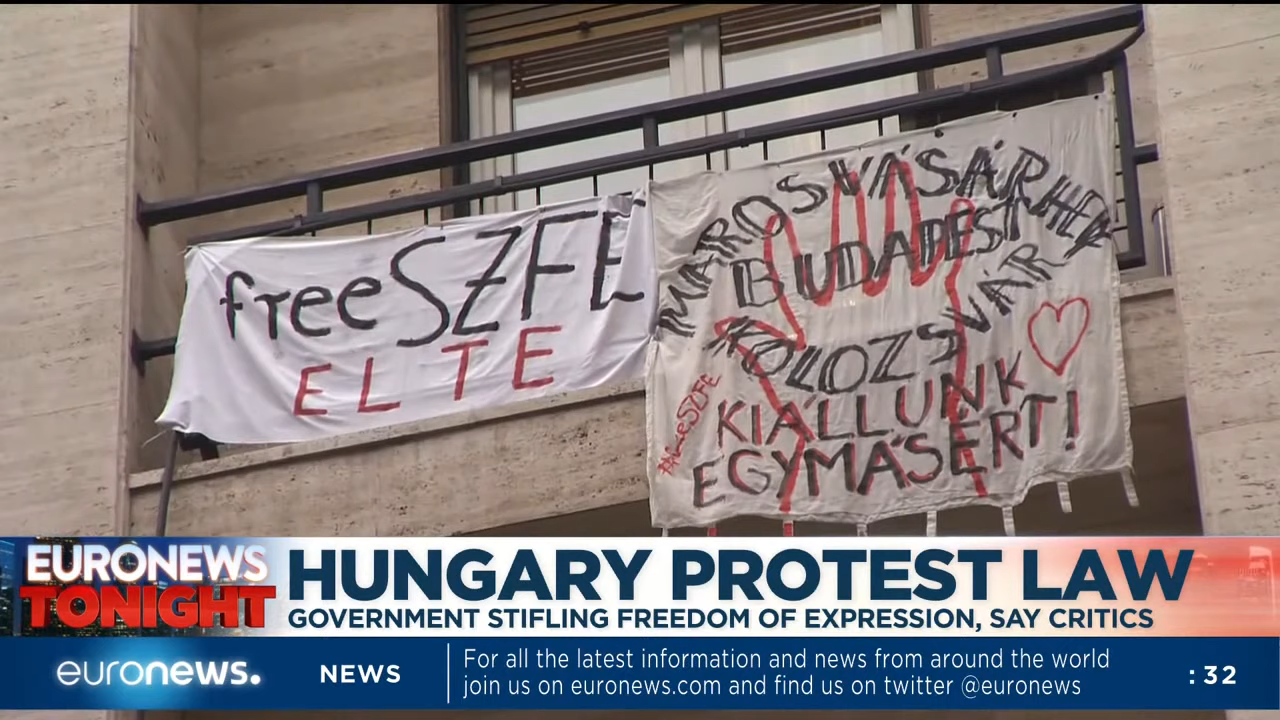 freeSZFE
ELTE
MAROSVÁSÁRHELY
BUDAPEST
KOLOZSVÁR
#freeSZFE
KIÁLLUNK
EGYMÁSÉRT!
EURONEWS
TONIGHT
HUNGARY PROTEST LAW
GOVERNMENT STIFLING FREEDOM OF EXPRESSION, SAY CRITICS
euronews.
NEWS
For all the latest information and news from around the world
join us on euronews.com and find us on twitter @euronews
:32